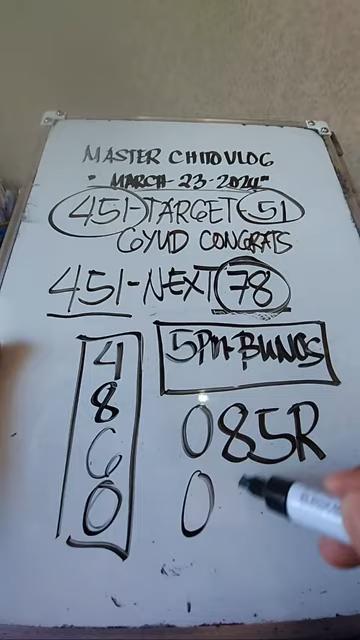 MASTER CHITO VLOG
"MARCH-23-2024"
451-TARGET-51
GYUD CONGRATS
451-NEXT 78
5PM-BUNOS
4
8
6
0
085R
0